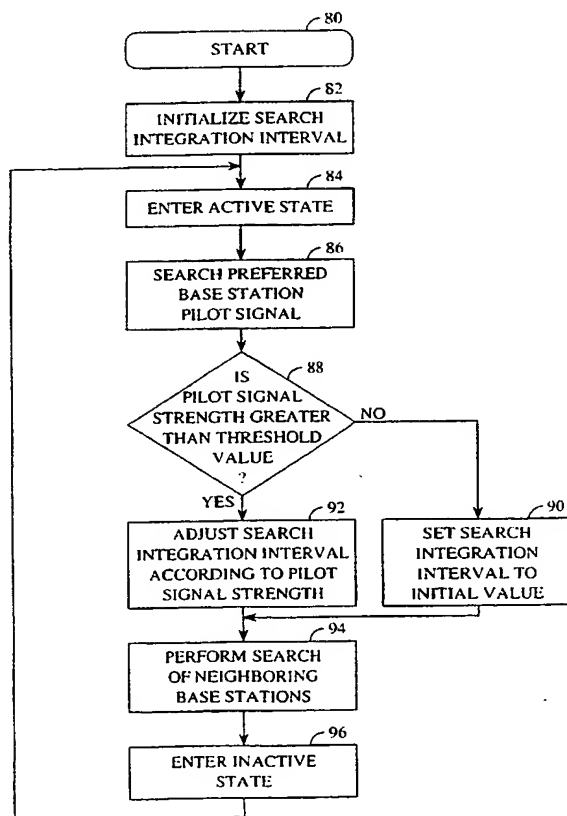 80
START
82
INITIALIZE SEARCH
INTEGRATION INTERVAL
84
ENTER ACTIVE STATE
86
SEARCH PREFERRED
BASE STATION
PILOT SIGNAL
88
IS
PILOT SIGNAL
STRENGTH GREATER
THAN THRESHOLD
VALUE
?
NO
YES
92
ADJUST SEARCH
INTEGRATION INTERVAL
ACCORDING TO PILOT
SIGNAL STRENGTH
90
SET SEARCH
INTEGRATION
INTERVAL TO
INITIAL VALUE
94
PERFORM SEARCH
OF NEIGHBORING
BASE STATIONS
96
ENTER INACTIVE
STATE